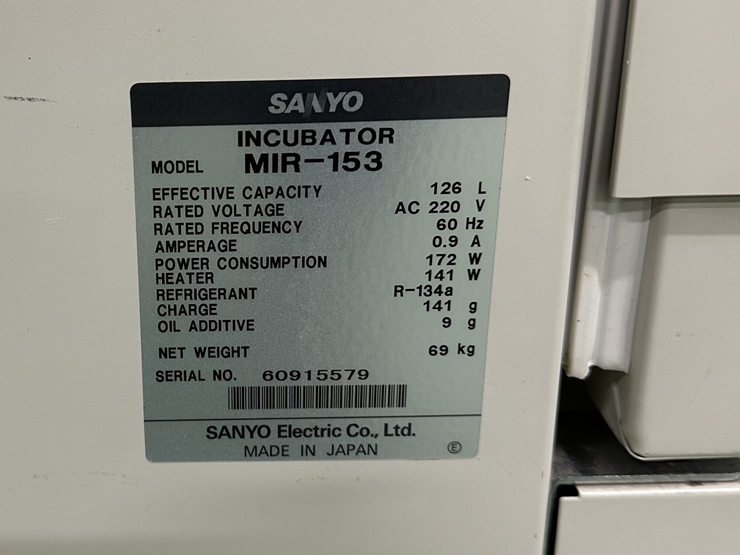 SANYO
INCUBATOR
MODEL MIR-153
EFFECTIVE CAPACITY 126 L
RATED VOLTAGE AC 220 V
RATED FREQUENCY 60 Hz
AMPERAGE 0.9 A
POWER CONSUMPTION 172 W
HEATER 141 W
REFRIGERANT R-134a
CHARGE 141 g
OIL ADDITIVE 9 g
NET WEIGHT 69 kg
SERIAL NO. 60915579
SANYO Electric Co., Ltd.
MADE IN JAPAN Ⓔ